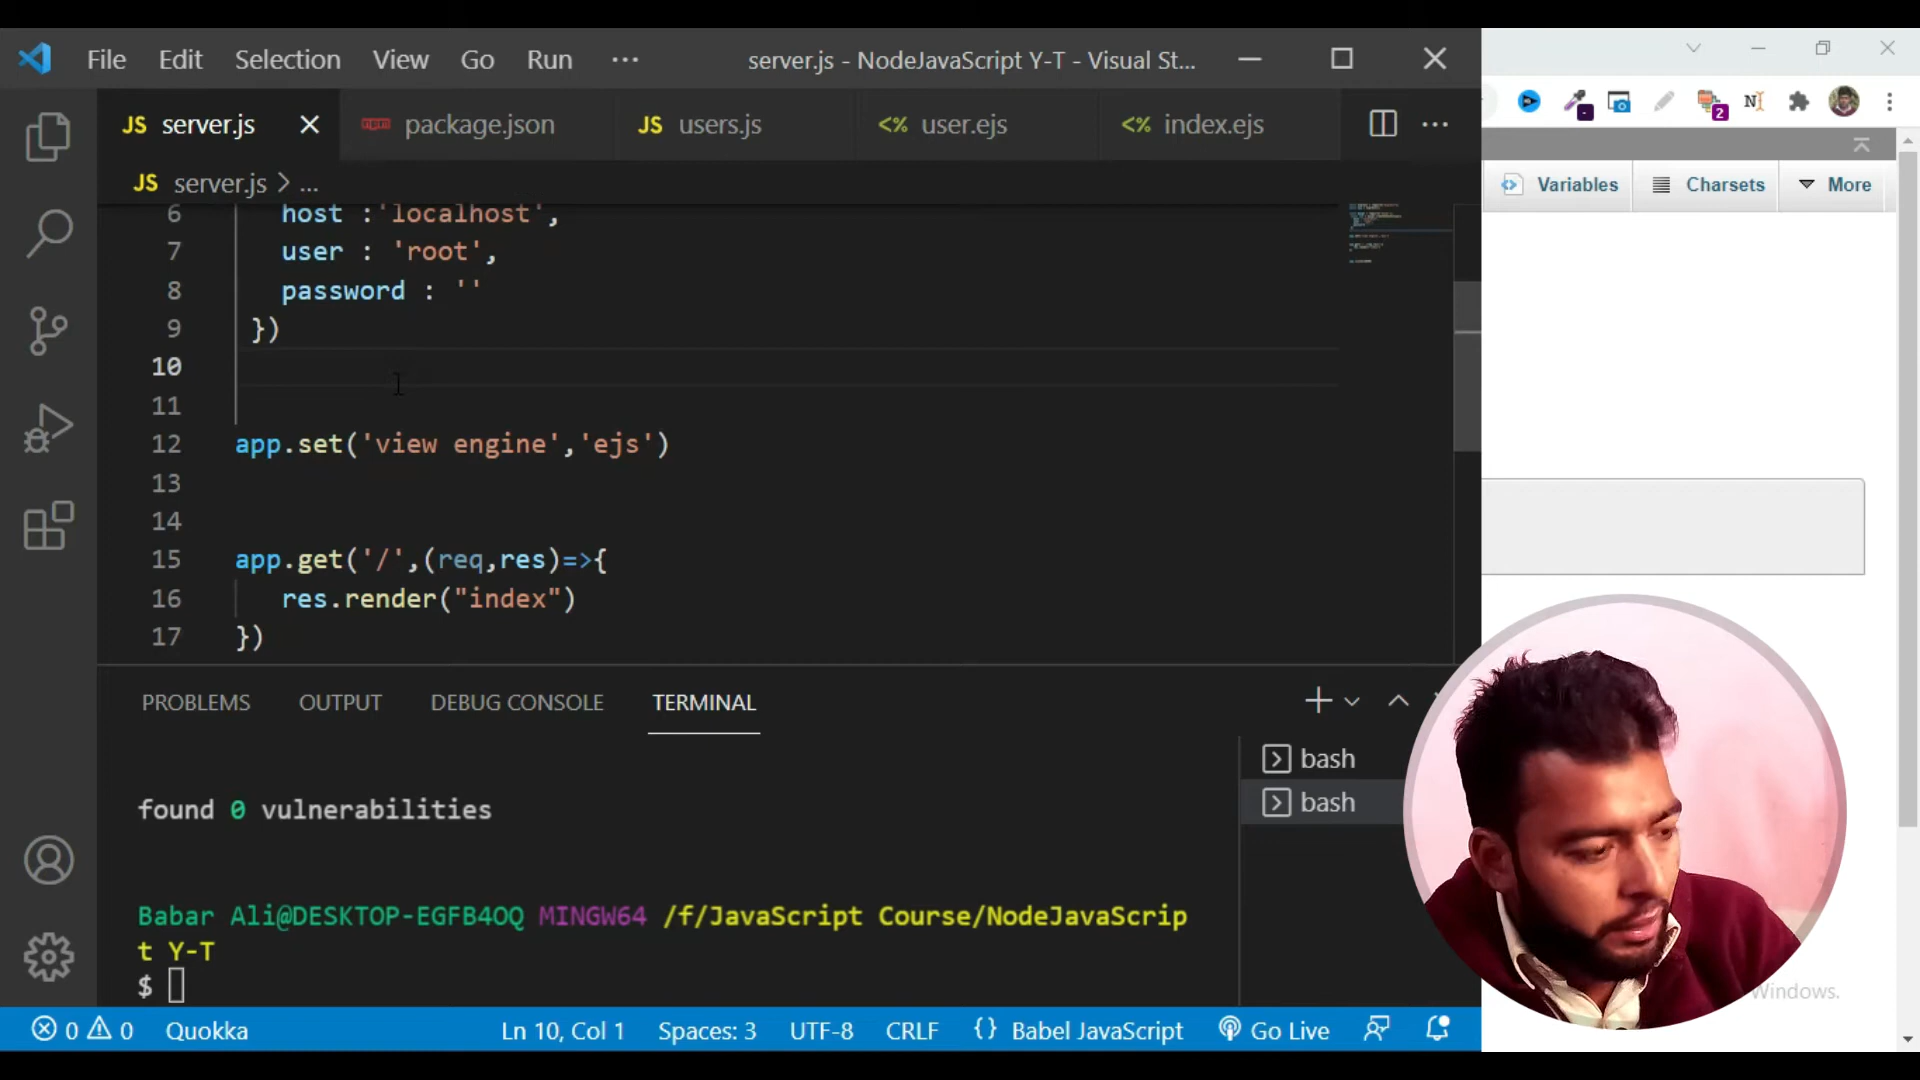 File Edit Selection View Go Run ... server.js - NodeJavaScript Y-T - Visual St...
JS server.js package.json JS users.js <% user.ejs <% index.ejs ...
JS server.js > ...
6 host :'localhost',
7 user : 'root',
8 password : ''
9 })
10
11
12 app.set('view engine','ejs')
13
14
15 app.get('/',(req,res)=>{
16 res.render("index")
17 })
PROBLEMS OUTPUT DEBUG CONSOLE TERMINAL
found 0 vulnerabilities
Babar Ali@DESKTOP-EGFB4OQ MINGW64 /f/JavaScript Course/NodeJavaScrip
t Y-T
$
bash
bash
0 0 Quokka Ln 10, Col 1 Spaces: 3 UTF-8 CRLF {} Babel JavaScript Go Live
2
Variables Charsets More
Windows.